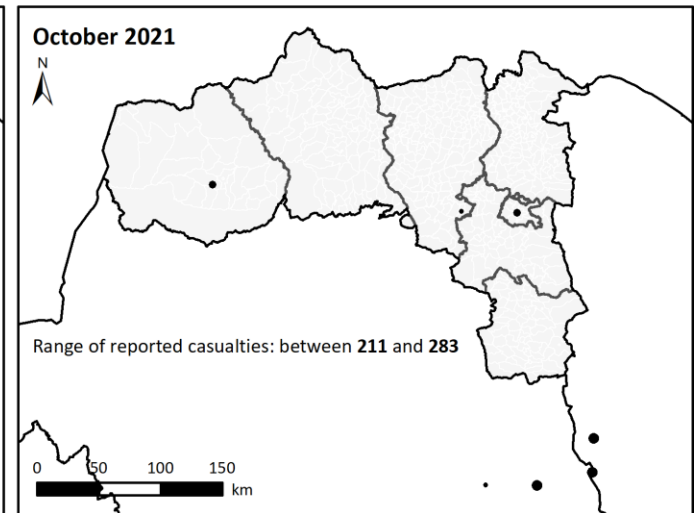 October 2021
N
Range of reported casualties: between 211 and 283
0 50 100 150
km